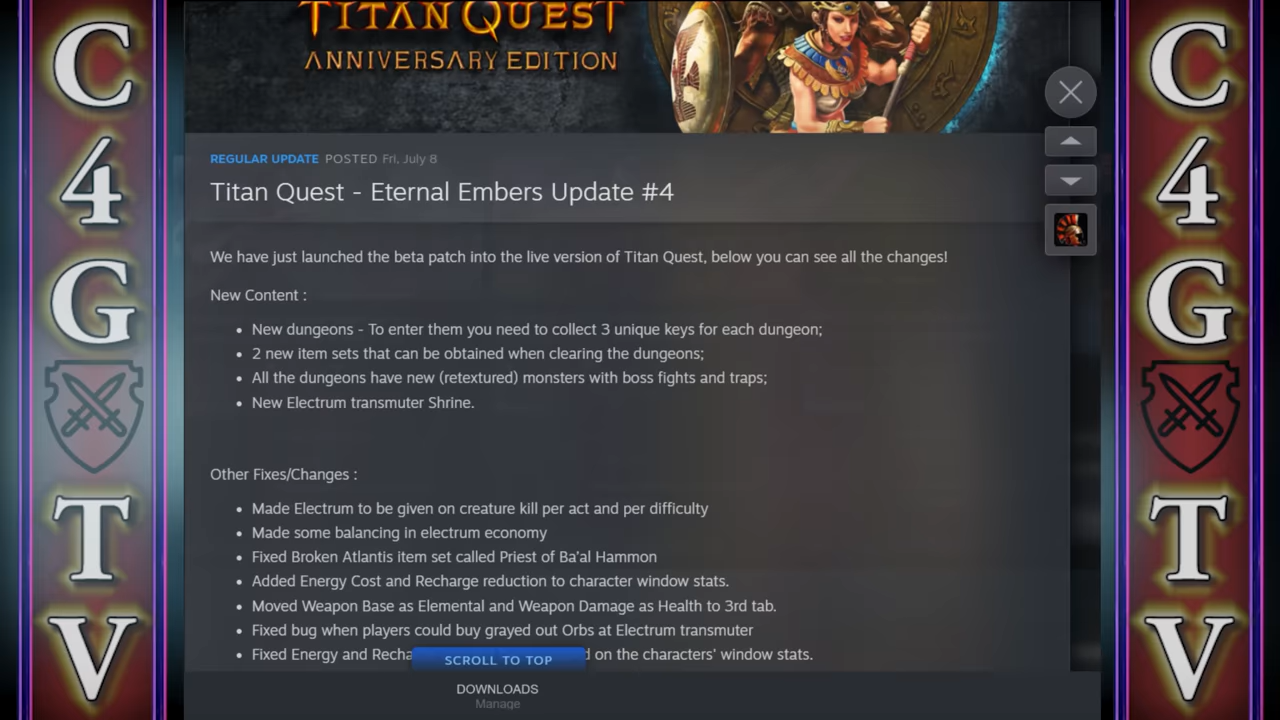 TITAN QUEST
ANNIVERSARY EDITION
REGULAR UPDATE POSTED Fri, July 8
Titan Quest - Eternal Embers Update #4
We have just launched the beta patch into the live version of Titan Quest, below you can see all the changes!
New Content :
• New dungeons - To enter them you need to collect 3 unique keys for each dungeon;
• 2 new item sets that can be obtained when clearing the dungeons;
• All the dungeons have new (retextured) monsters with boss fights and traps;
• New Electrum transmuter Shrine.
Other Fixes/Changes :
• Made Electrum to be given on creature kill per act and per difficulty
• Made some balancing in electrum economy
• Fixed Broken Atlantis item set called Priest of Ba'al Hammon
• Added Energy Cost and Recharge reduction to character window stats.
• Moved Weapon Base as Elemental and Weapon Damage as Health to 3rd tab.
• Fixed bug when players could buy grayed out Orbs at Electrum transmuter
• Fixed Energy and on the characters' window stats.
SCROLL TO TOP
DOWNLOADS
Manage
C4GTV
C4GTV